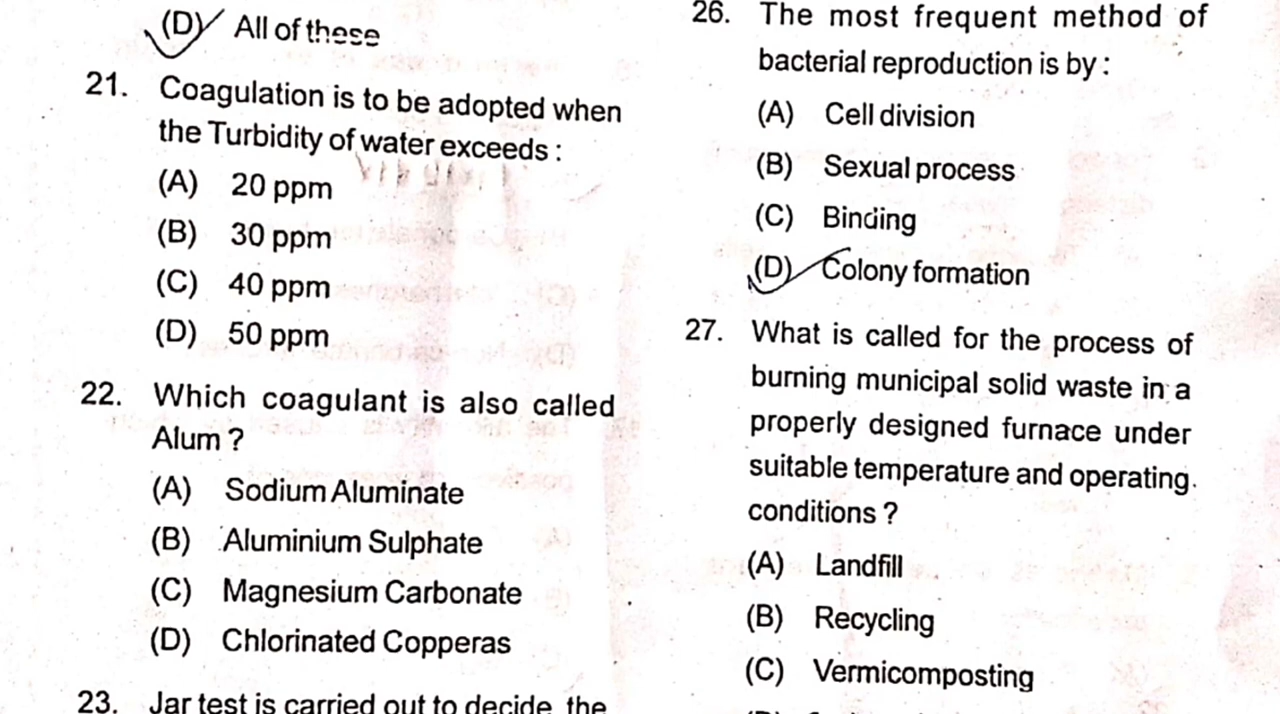 (D) All of these
21. Coagulation is to be adopted when
the Turbidity of water exceeds :
(A) 20 ppm
(B) 30 ppm
(C) 40 ppm
(D) 50 ppm
22. Which coagulant is also called
Alum ?
(A) Sodium Aluminate
(B) Aluminium Sulphate
(C) Magnesium Carbonate
(D) Chlorinated Copperas
23. Jar test is carried out to decide the
26. The most frequent method of
bacterial reproduction is by :
(A) Cell division
(B) Sexual process
(C) Binding
(D) Colony formation
27. What is called for the process of
burning municipal solid waste in a
properly designed furnace under
suitable temperature and operating
conditions ?
(A) Landfill
(B) Recycling
(C) Vermicomposting